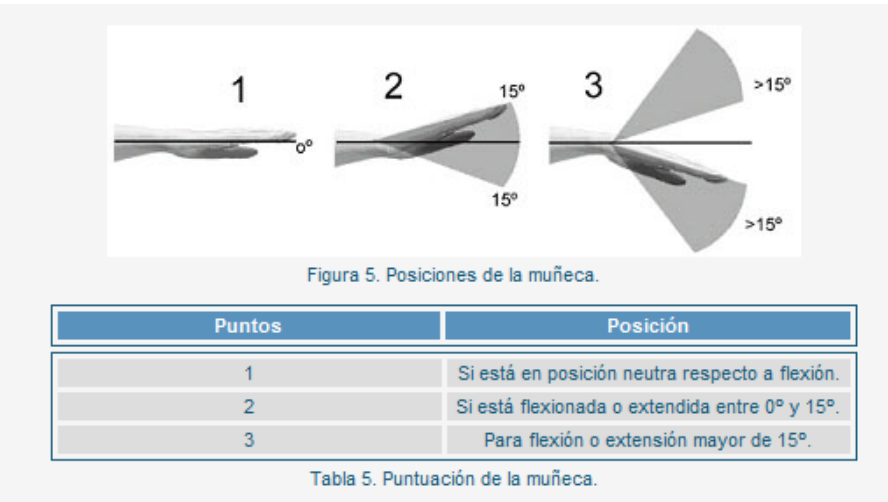 1 2 3
15º
>15º
0º
15º
>15º
Figura 5. Posiciones de la muñeca.
Puntos Posición
1 Si está en posición neutra respecto a flexión.
2 Si está flexionada o extendida entre 0º y 15º.
3 Para flexión o extensión mayor de 15º.
Tabla 5. Puntuación de la muñeca.